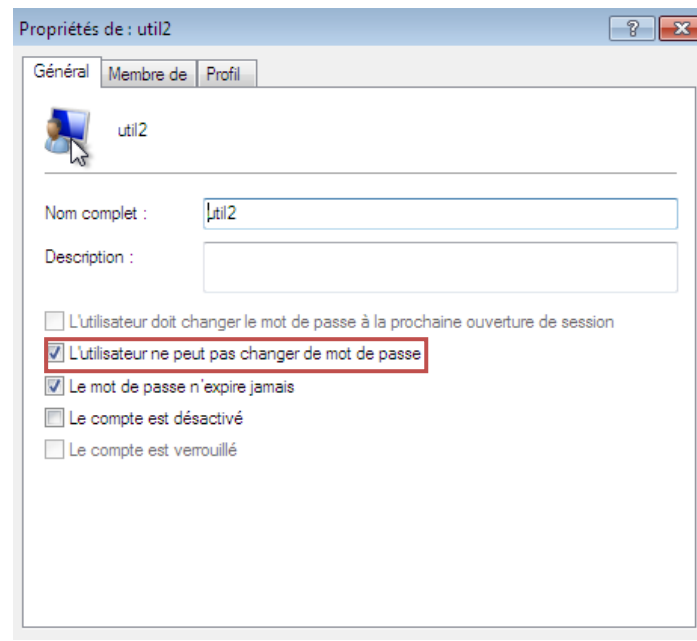 Propriétés de : util2
Général Membre de Profil
util2
Nom complet : util2
Description :
L'utilisateur doit changer le mot de passe à la prochaine ouverture de session
L'utilisateur ne peut pas changer de mot de passe
Le mot de passe n'expire jamais
Le compte est désactivé
Le compte est verrouillé